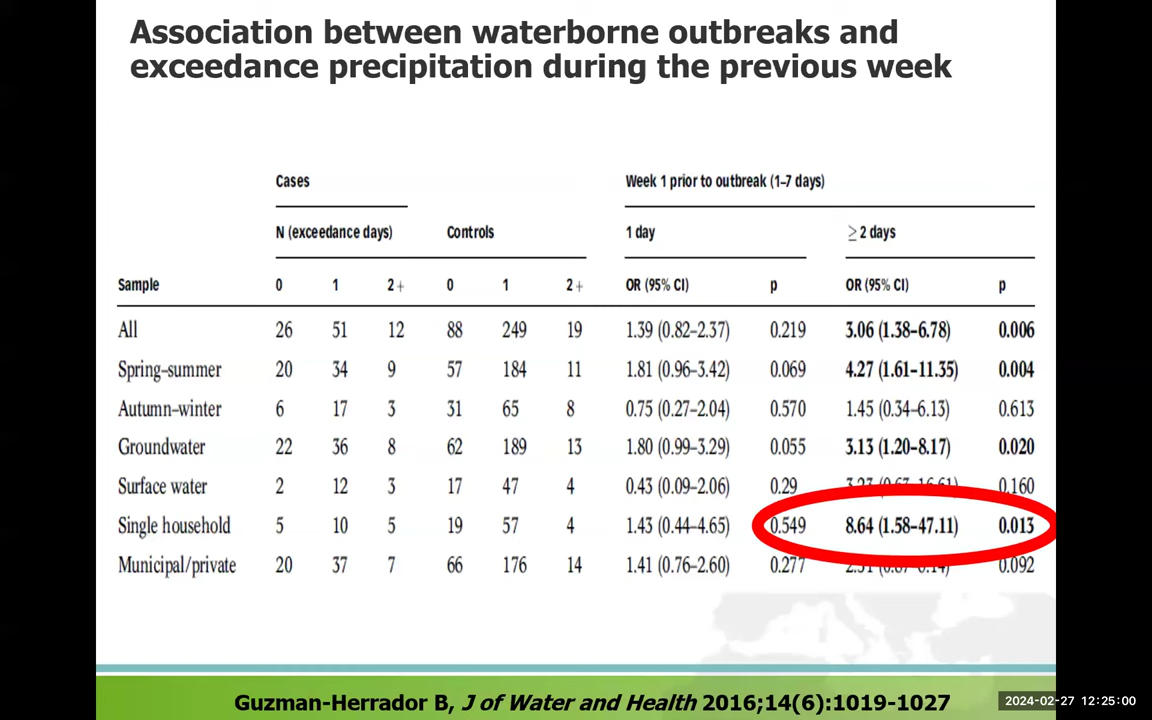 Association between waterborne outbreaks and
exceedance precipitation during the previous week
Cases Week 1 prior to outbreak (1–7 days)
N (exceedance days) Controls 1 day ≥ 2 days
Sample 0 1 2+ 0 1 2+ OR (95% CI) p OR (95% CI) p
All 26 51 12 88 249 19 1.39 (0.82–2.37) 0.219 3.06 (1.38–6.78) 0.006
Spring–summer 20 34 9 57 184 11 1.81 (0.96–3.42) 0.069 4.27 (1.61–11.35) 0.004
Autumn–winter 6 17 3 31 65 8 0.75 (0.27–2.04) 0.570 1.45 (0.34–6.13) 0.613
Groundwater 22 36 8 62 189 13 1.80 (0.99–3.29) 0.055 3.13 (1.20–8.17) 0.020
Surface water 2 12 3 17 47 4 0.43 (0.09–2.06) 0.29 0.160
Single household 5 10 5 19 57 4 1.43 (0.44–4.65) 0.549 8.64 (1.58–47.11) 0.013
Municipal/private 20 37 7 66 176 14 1.41 (0.76–2.60) 0.277 0.092
Guzman-Herrador B, J of Water and Health 2016;14(6):1019-1027
2024-02-27 12:25:00